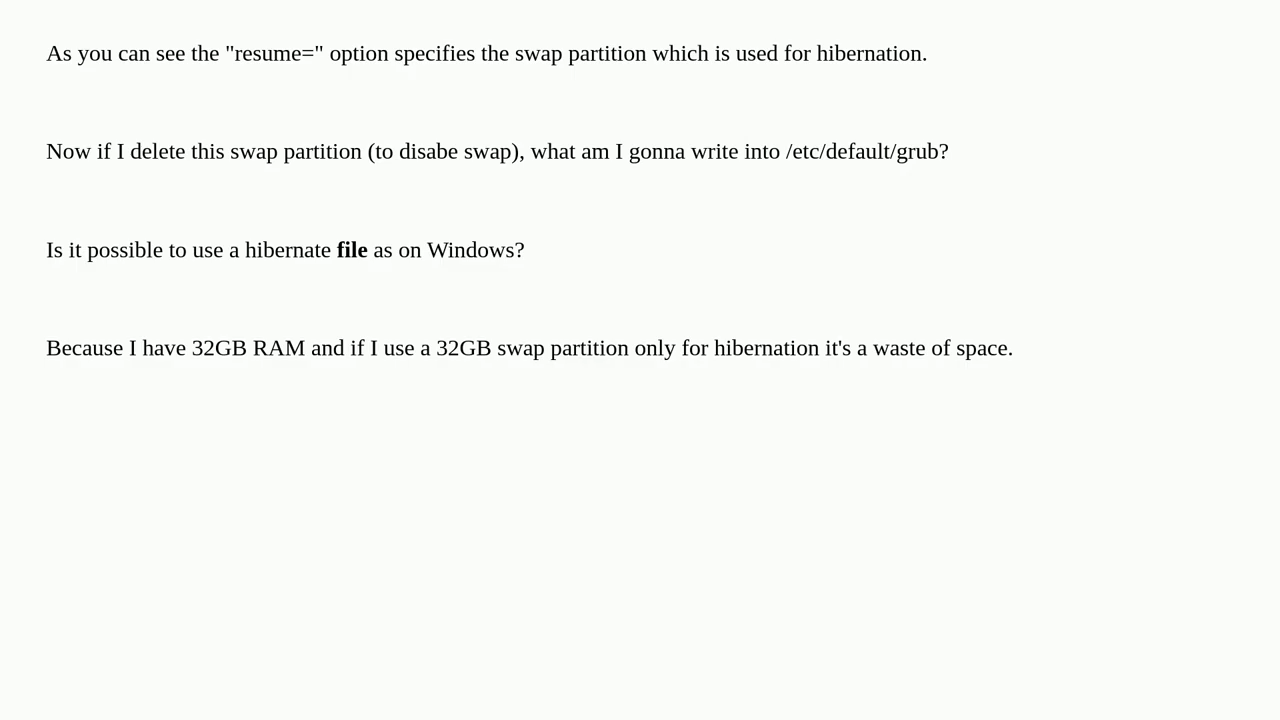 As you can see the "resume=" option specifies the swap partition which is used for hibernation.
Now if I delete this swap partition (to disabe swap), what am I gonna write into /etc/default/grub?
Is it possible to use a hibernate file as on Windows?
Because I have 32GB RAM and if I use a 32GB swap partition only for hibernation it's a waste of space.